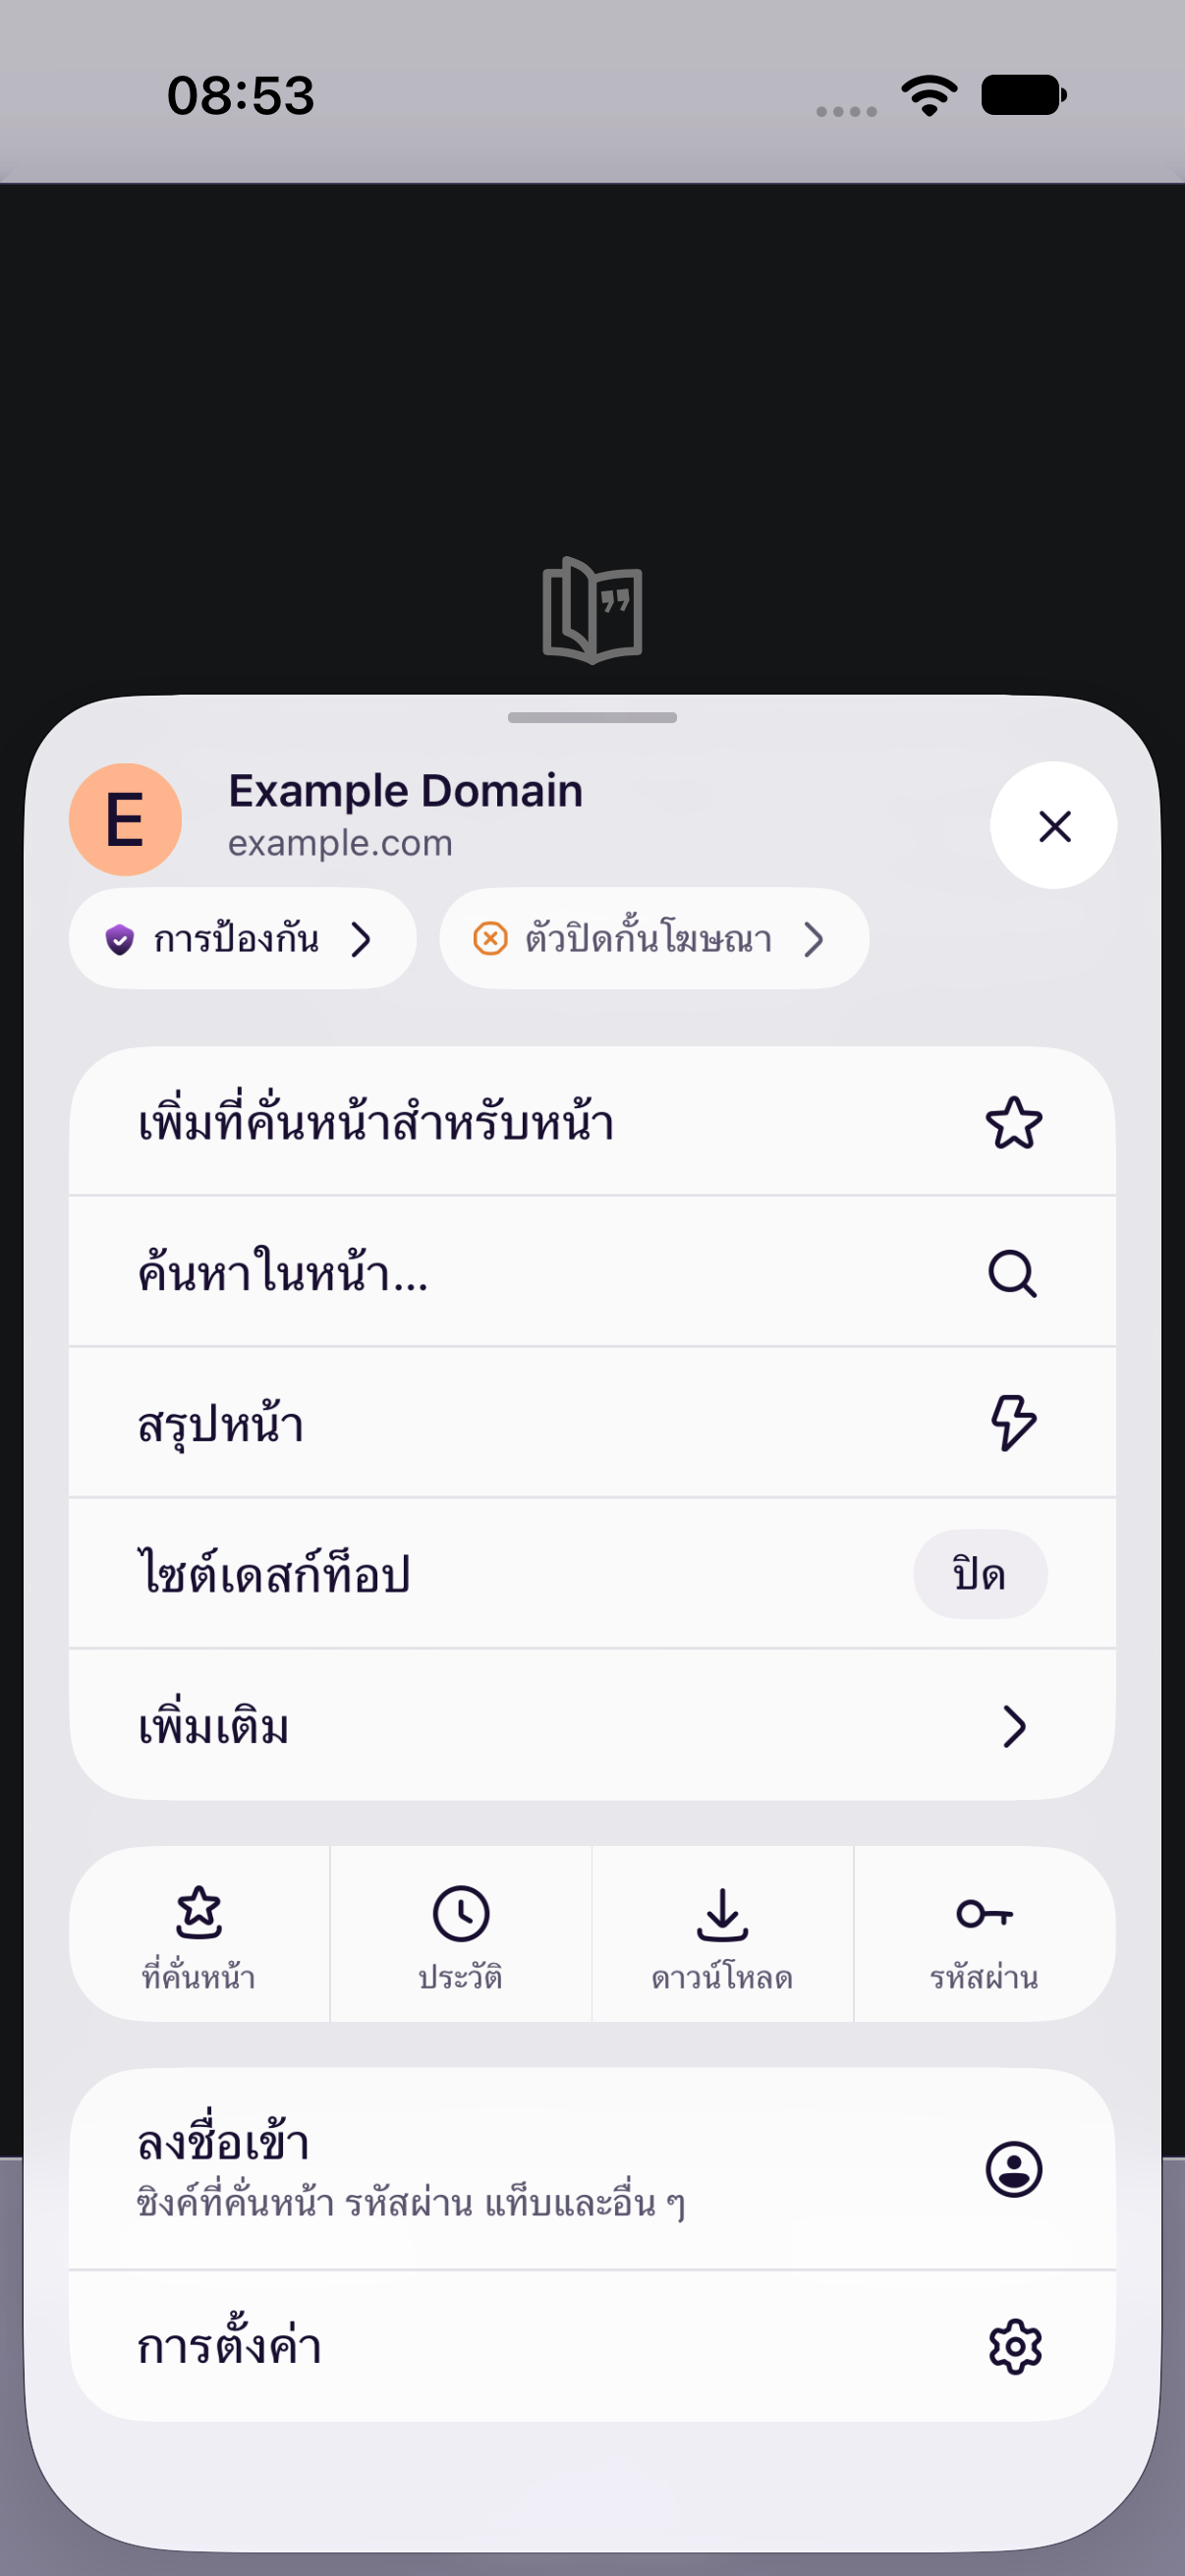 08:53
E
Example Domain
example.com
การป้องกัน
ตัวปิดกั้นโฆษณา
เพิ่มที่คั่นหน้าสำหรับหน้า
ค้นหาในหน้า...
สรุปหน้า
ไซต์เดสก์ท็อป
ปิด
เพิ่มเติม
ที่คั่นหน้า
ประวัติ
ดาวน์โหลด
รหัสผ่าน
ลงชื่อเข้า
ซิงค์ที่คั่นหน้า รหัสผ่าน แท็บและอื่น ๆ
การตั้งค่า